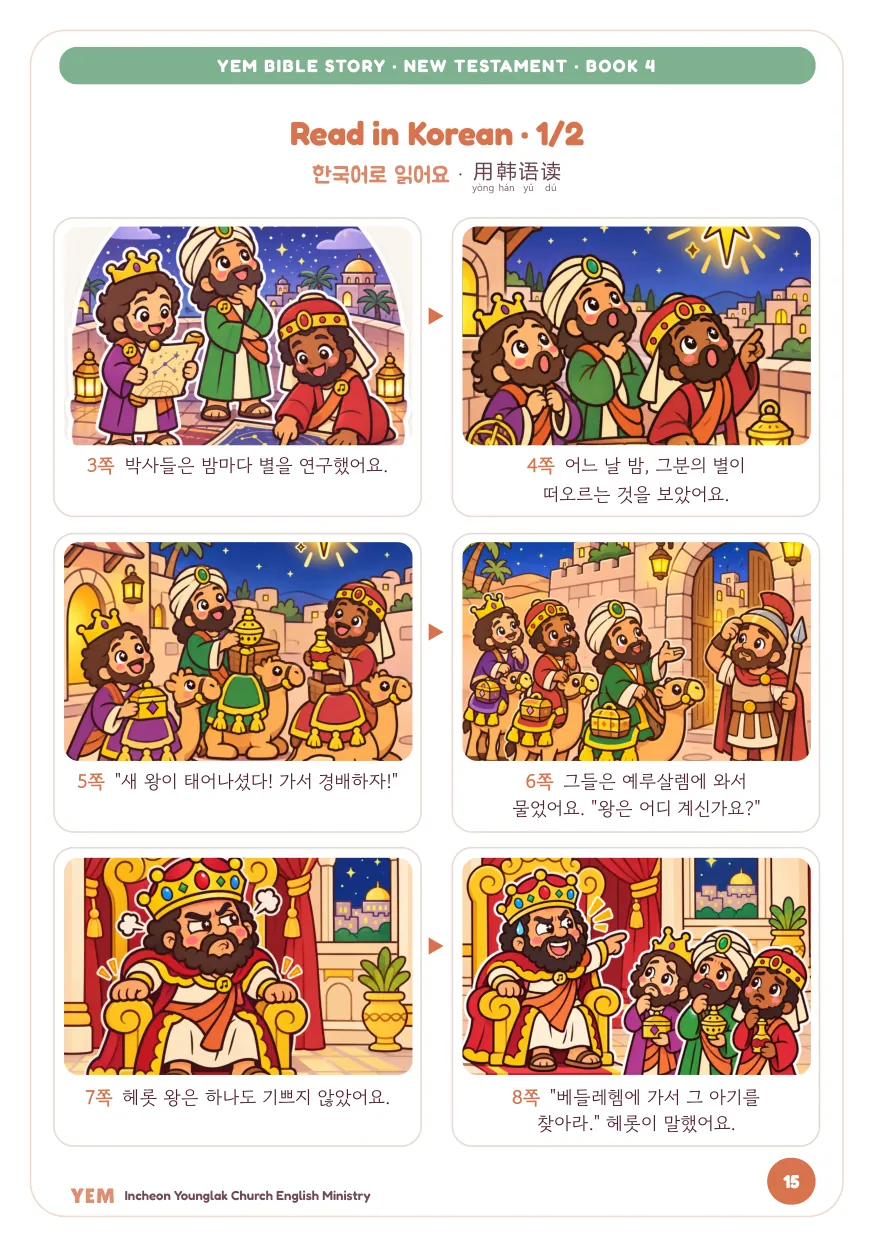 YEM BIBLE STORY · NEW TESTAMENT · BOOK 4
Read in Korean · 1/2
한국어로 읽어요 · 用韩语读
yòng hán yǔ dú
3쪽 박사들은 밤마다 별을 연구했어요.
4쪽 어느 날 밤, 그분의 별이
떠오르는 것을 보았어요.
5쪽 "새 왕이 태어나셨다! 가서 경배하자!"
6쪽 그들은 예루살렘에 와서
물었어요. "왕은 어디 계신가요?"
7쪽 헤롯 왕은 하나도 기쁘지 않았어요.
8쪽 "베들레헴에 가서 그 아기를
찾아라." 헤롯이 말했어요.
YEM Incheon Younglak Church English Ministry
15